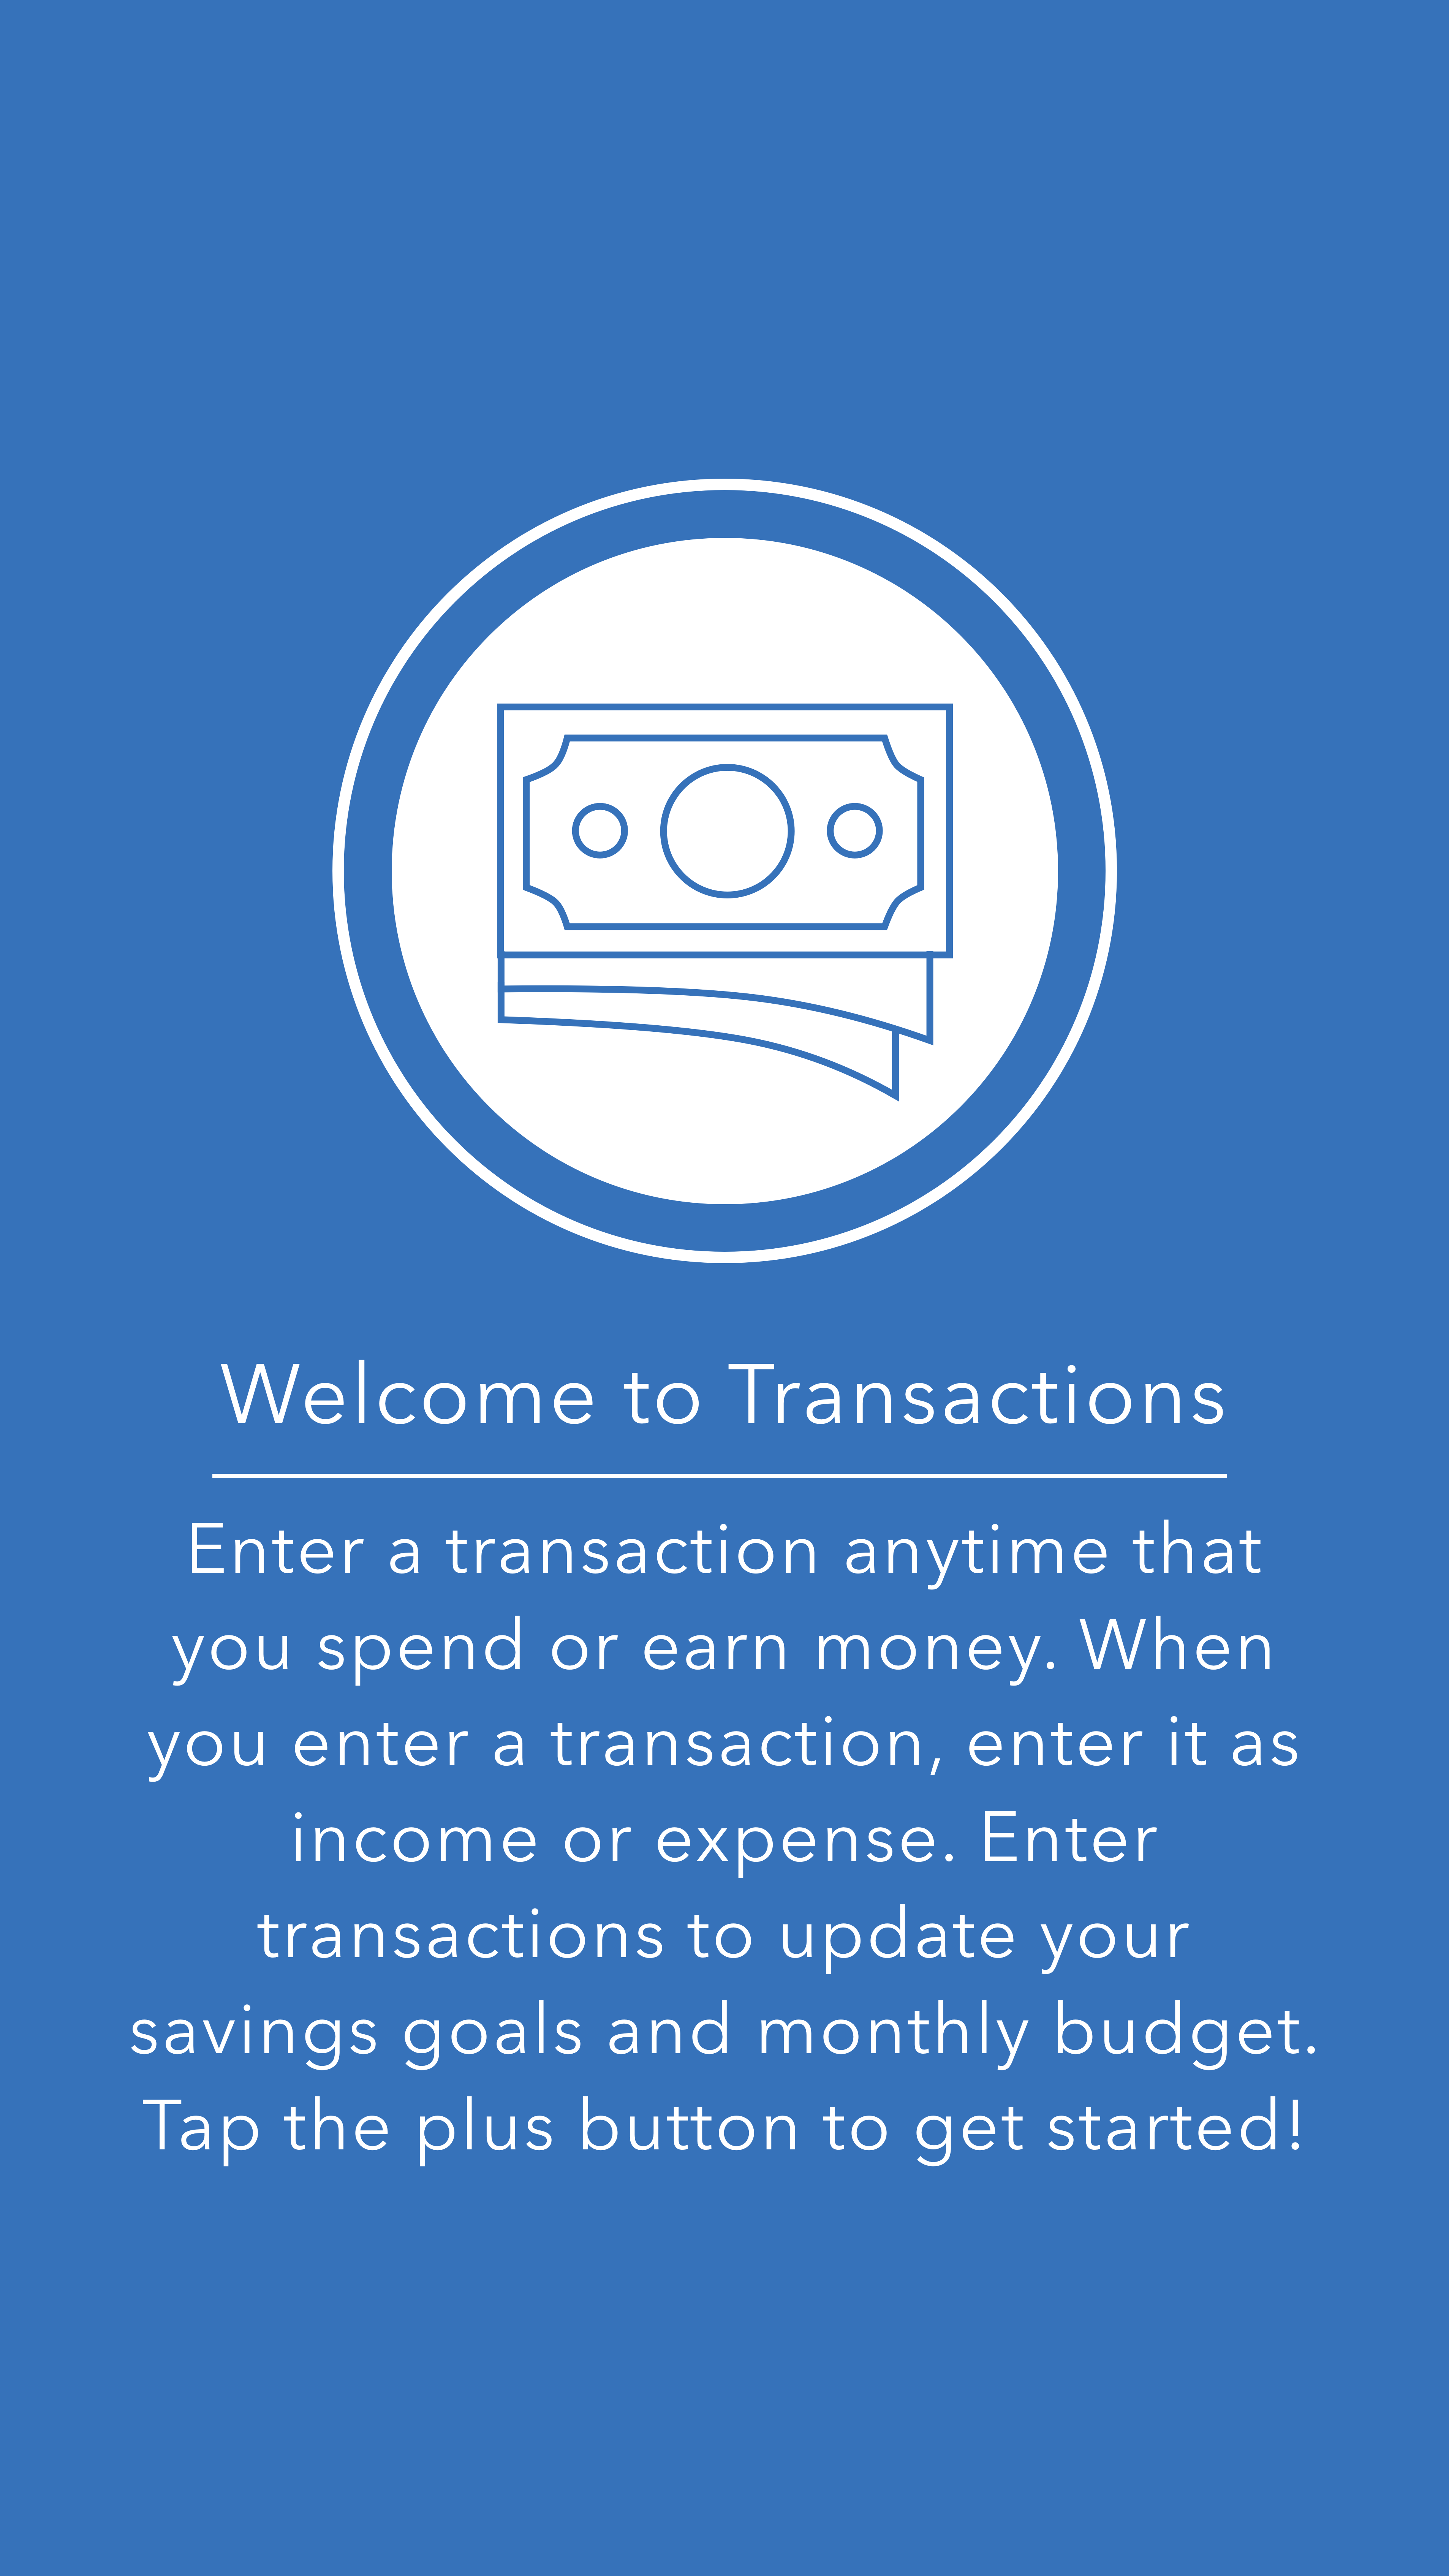 Welcome to Transactions
Enter a transaction anytime that
you spend or earn money. When
you enter a transaction, enter it as
income or expense. Enter
transactions to update your
savings goals and monthly budget.
Tap the plus button to get started!